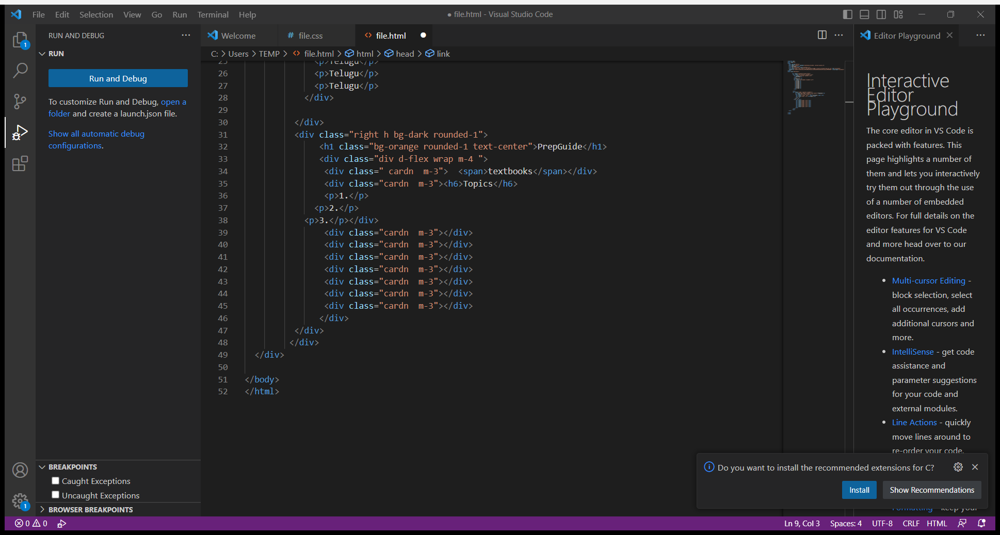 File Edit Selection View Go Run Terminal Help
● file.html - Visual Studio Code
RUN AND DEBUG
RUN
Run and Debug
To customize Run and Debug, open a
folder and create a launch.json file.
Show all automatic debug
configurations.
BREAKPOINTS
Caught Exceptions
Uncaught Exceptions
BROWSER BREAKPOINTS
Welcome
# file.css
<> file.html
C: > Users > TEMP > <> file.html > html > head > link
25 <p>Telugu</p>
26 <p>Telugu</p>
27 <p>Telugu</p>
28 </div>
29
30 </div>
31 <div class="right h bg-dark rounded-1">
32 <h1 class="bg-orange rounded-1 text-center">PrepGuide</h1>
33 <div class="div d-flex wrap m-4 ">
34 <div class=" cardn  m-3">  <span>textbooks</span></div>
35 <div class="cardn  m-3"><h6>Topics</h6>
36 <p>1.</p>
37 <p>2.</p>
38 <p>3.</p></div>
39 <div class="cardn  m-3"></div>
40 <div class="cardn  m-3"></div>
41 <div class="cardn  m-3"></div>
42 <div class="cardn  m-3"></div>
43 <div class="cardn  m-3"></div>
44 <div class="cardn  m-3"></div>
45 <div class="cardn  m-3"></div>
46 </div>
47 </div>
48 </div>
49 </div>
50
51 </body>
52 </html>
Editor Playground
Interactive
Editor
Playground
The core editor in VS Code is
packed with features. This
page highlights a number of
them and lets you interactively
try them out through the use
of a number of embedded
editors. For full details on the
editor features for VS Code
and more head over to our
documentation.
• Multi-cursor Editing -
block selection, select
all occurrences, add
additional cursors and
more.
• IntelliSense - get code
assistance and
parameter suggestions
for your code and
external modules.
• Line Actions - quickly
move lines around to
re-order your code.
Formatting - keep your
Do you want to install the recommended extensions for C?
Install
Show Recommendations
1
1
0 0
Ln 9, Col 3 Spaces: 4 UTF-8 CRLF HTML